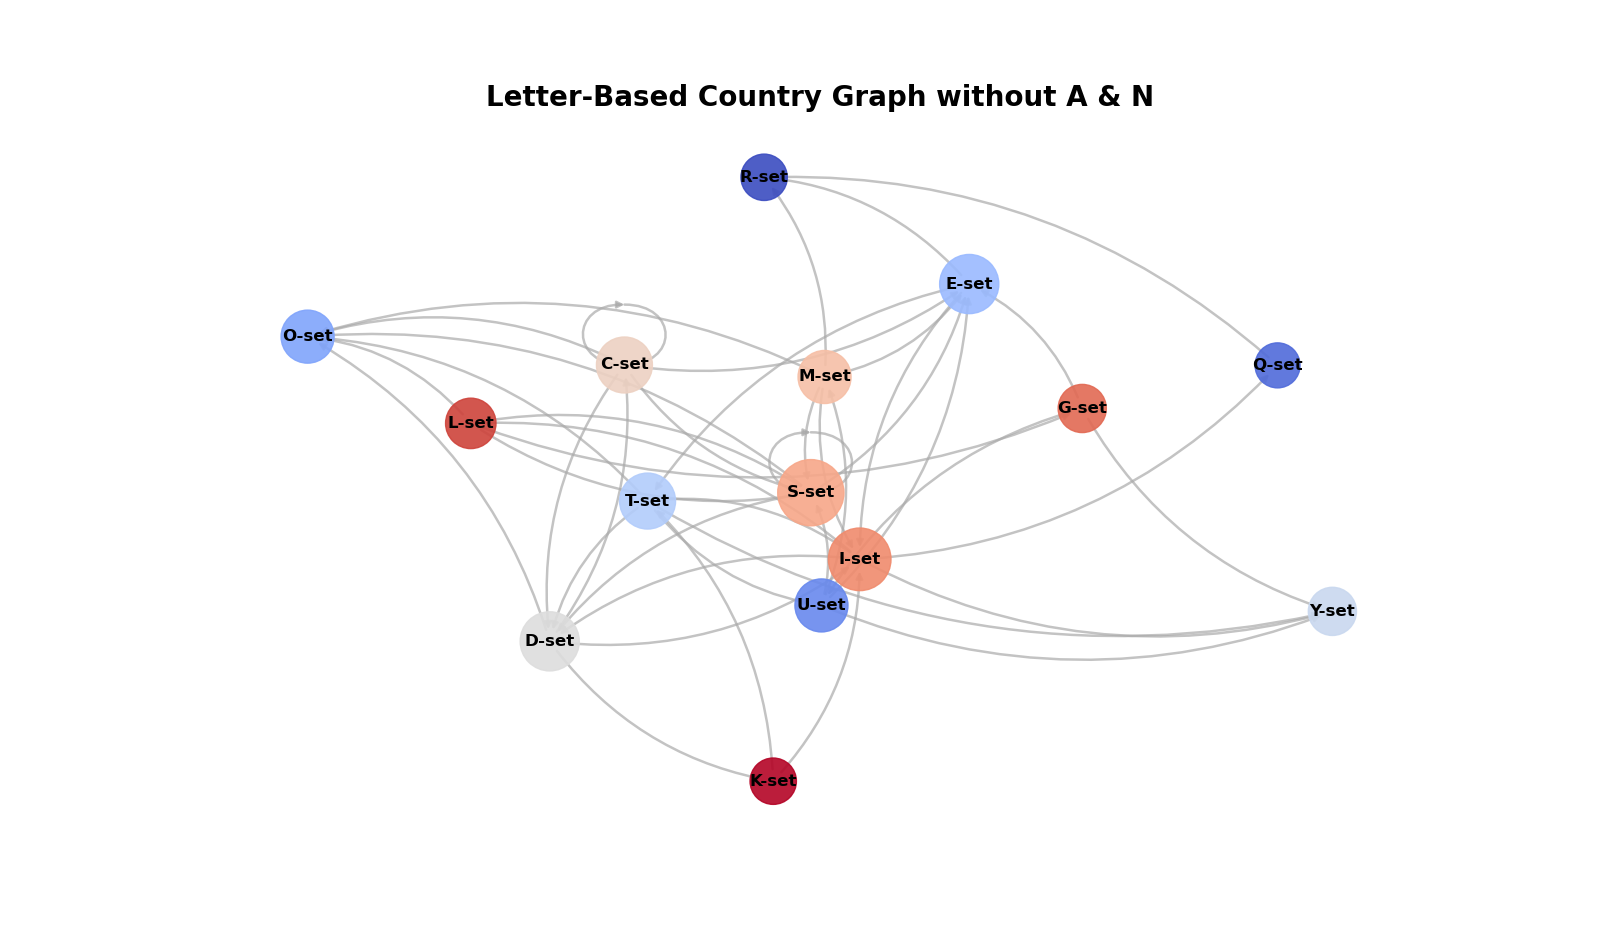 Letter-Based Country Graph without A & N
R-set
E-set
O-set
C-set
M-set
Q-set
G-set
L-set
S-set
T-set
I-set
U-set
Y-set
D-set
K-set